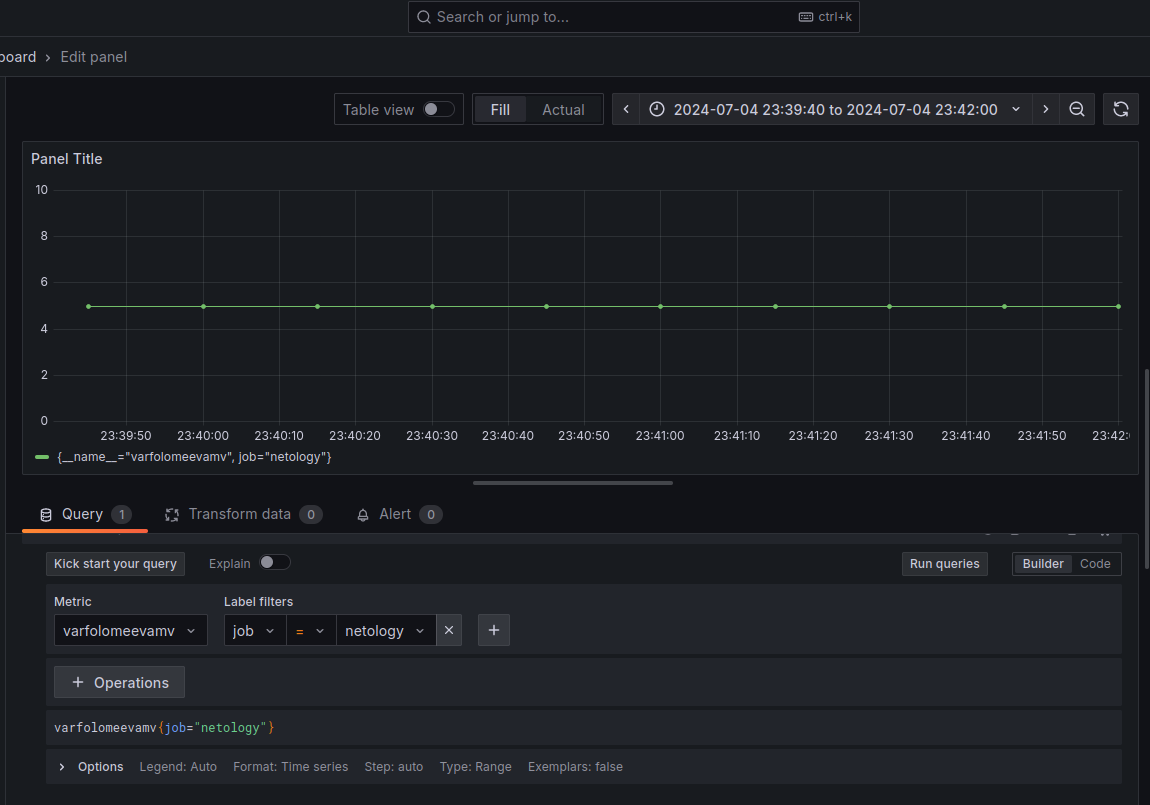 Search or jump to... ctrl+k
board › Edit panel
Table view Fill Actual 2024-07-04 23:39:40 to 2024-07-04 23:42:00
Panel Title
10
8
6
4
2
0
23:39:50 23:40:00 23:40:10 23:40:20 23:40:30 23:40:40 23:40:50 23:41:00 23:41:10 23:41:20 23:41:30 23:41:40 23:41:50 23:42:
{__name__="varfolomeevamv", job="netology"}
Query 1 Transform data 0 Alert 0
Kick start your query Explain Run queries Builder Code
Metric Label filters
varfolomeevamv job = netology × +
+ Operations
varfolomeevamv{job="netology"}
› Options Legend: Auto Format: Time series Step: auto Type: Range Exemplars: false